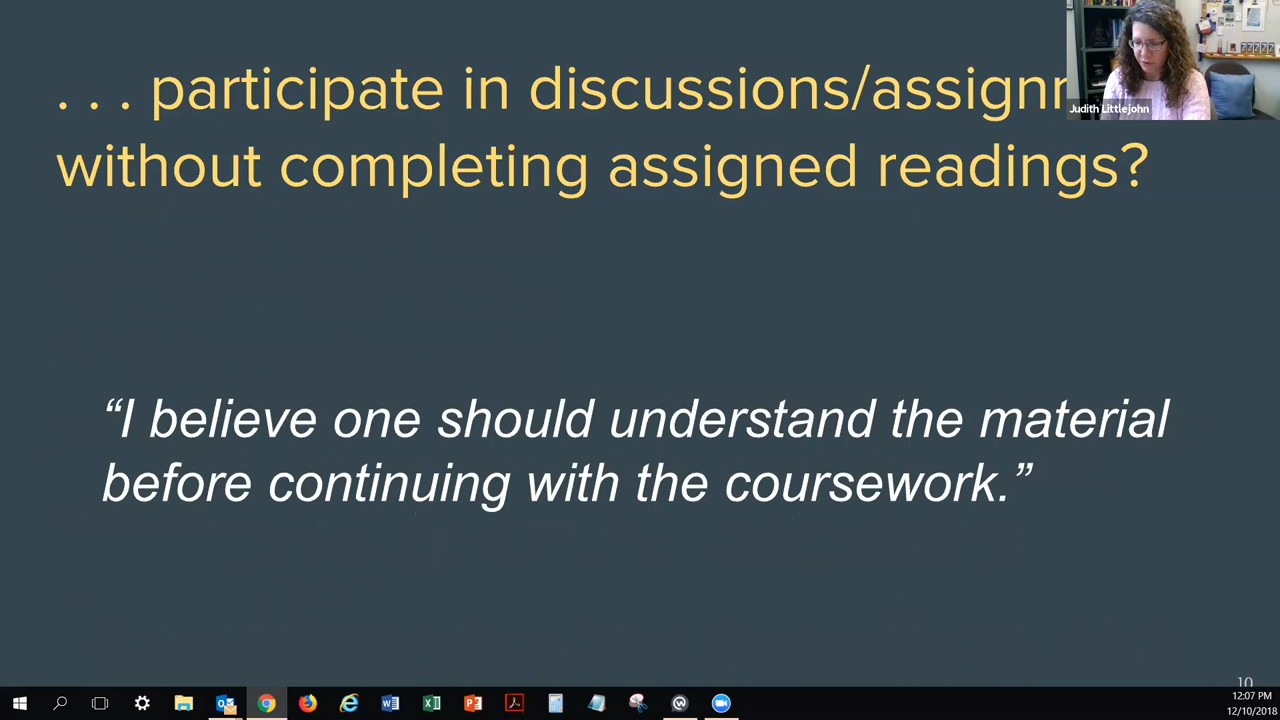 . . . participate in discussions/assignm
Judith Littlejohn
without completing assigned readings?
“I believe one should understand the material
before continuing with the coursework.”
10
12:07 PM
12/10/2018